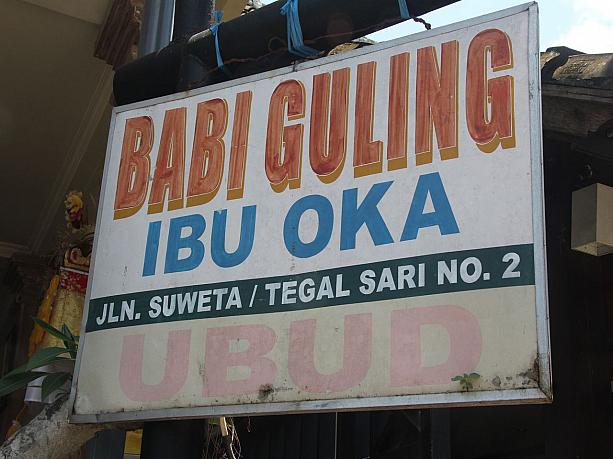 BABI GULING
IBU OKA
JLN. SUWETA / TEGAL SARI NO. 2
UBUD